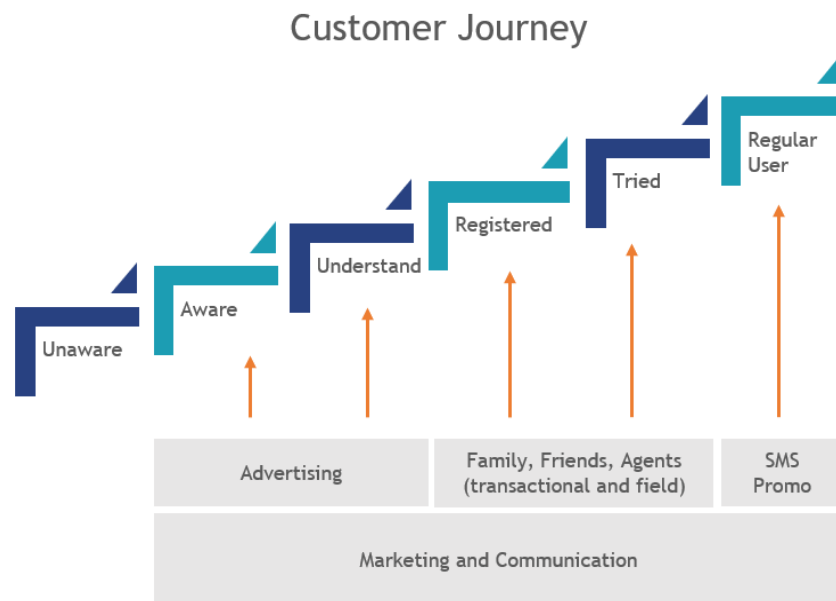 Customer Journey
Regular
User
Tried
Registered
Understand
Aware
Unaware
Advertising
Family, Friends, Agents
(transactional and field)
SMS
Promo
Marketing and Communication